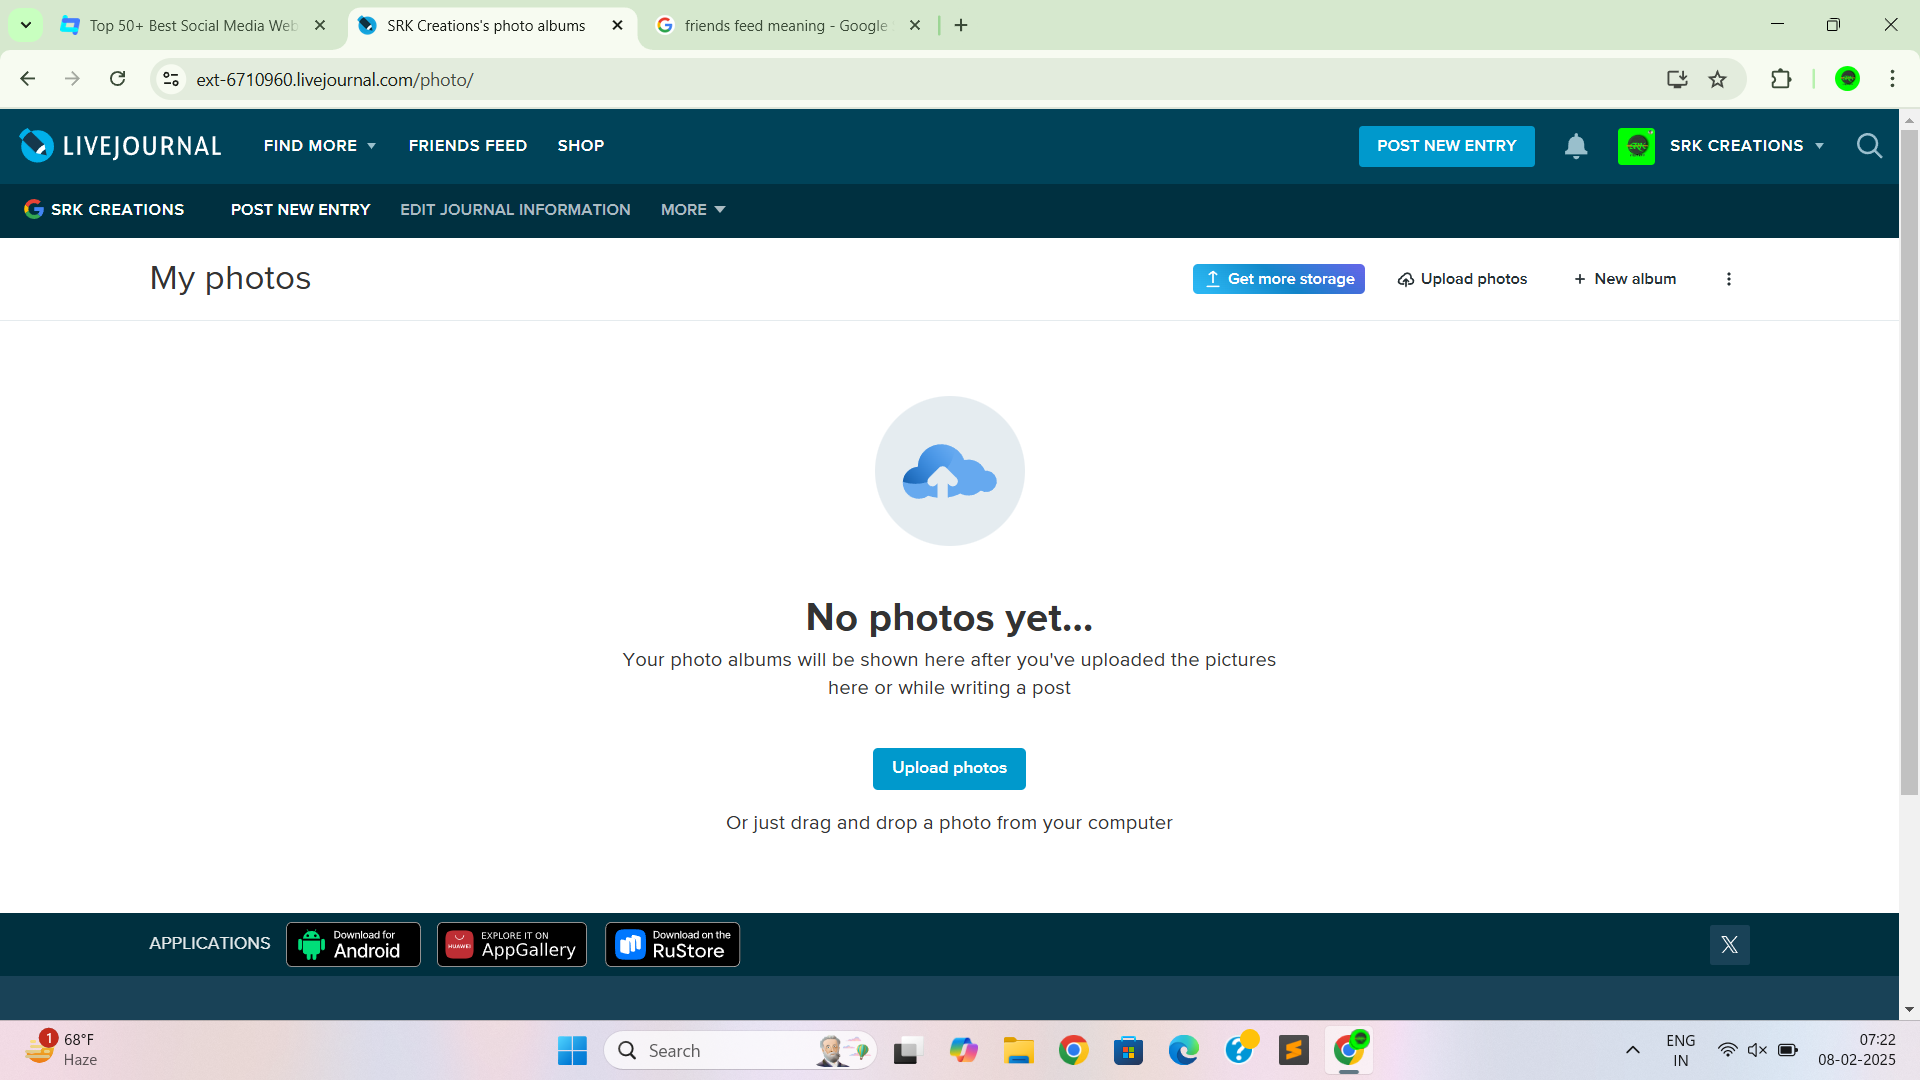 Top 50+ Best Social Media Web
SRK Creations's photo albums
friends feed meaning - Google
ext-6710960.livejournal.com/photo/
LIVEJOURNAL
FIND MORE
FRIENDS FEED
SHOP
POST NEW ENTRY
SRK CREATIONS
SRK CREATIONS
POST NEW ENTRY
EDIT JOURNAL INFORMATION
MORE
My photos
Get more storage
Upload photos
+ New album
No photos yet...
Your photo albums will be shown here after you've uploaded the pictures
here or while writing a post
Upload photos
Or just drag and drop a photo from your computer
APPLICATIONS
Download for
Android
HUAWEI
EXPLORE IT ON
AppGallery
Download on the
RuStore
1
68°F
Haze
Search
ENG
IN
07:22
08-02-2025